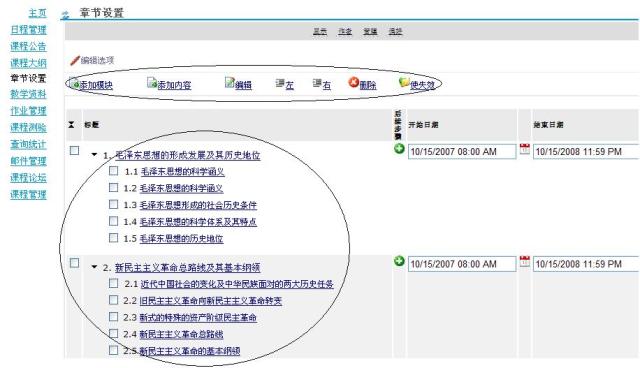 主页
章节设置
日程管理
课程公告
课程大纲
章节设置
教学资料
作业管理
课程测验
查询统计
邮件管理
课程论坛
课程管理
显示 作者 管理 偏好
编辑选项
添加模块 添加内容 编辑 左 右 删除 使失效
标题 后续步骤 开始日期 结束日期
1. 毛泽东思想的形成发展及其历史地位 10/15/2007 08:00 AM 10/15/2008 11:59 PM
1.1 毛泽东思想的科学涵义
1.2 毛泽东思想的科学涵义
1.3 毛泽东思想形成的社会历史条件
1.4 毛泽东思想的科学体系及其特点
1.5 毛泽东思想的历史地位
2. 新民主主义革命总路线及其基本纲领 10/15/2007 08:00 AM 10/15/2008 11:59 PM
2.1 近代中国社会的变化及中华民族面对的两大历史任务
2.2 旧民主主义革命向新民主主义革命转变
2.3 新式的特殊的资产阶级民主革命
2.4 新民主主义革命总路线
2.5 新民主主义革命的基本纲领